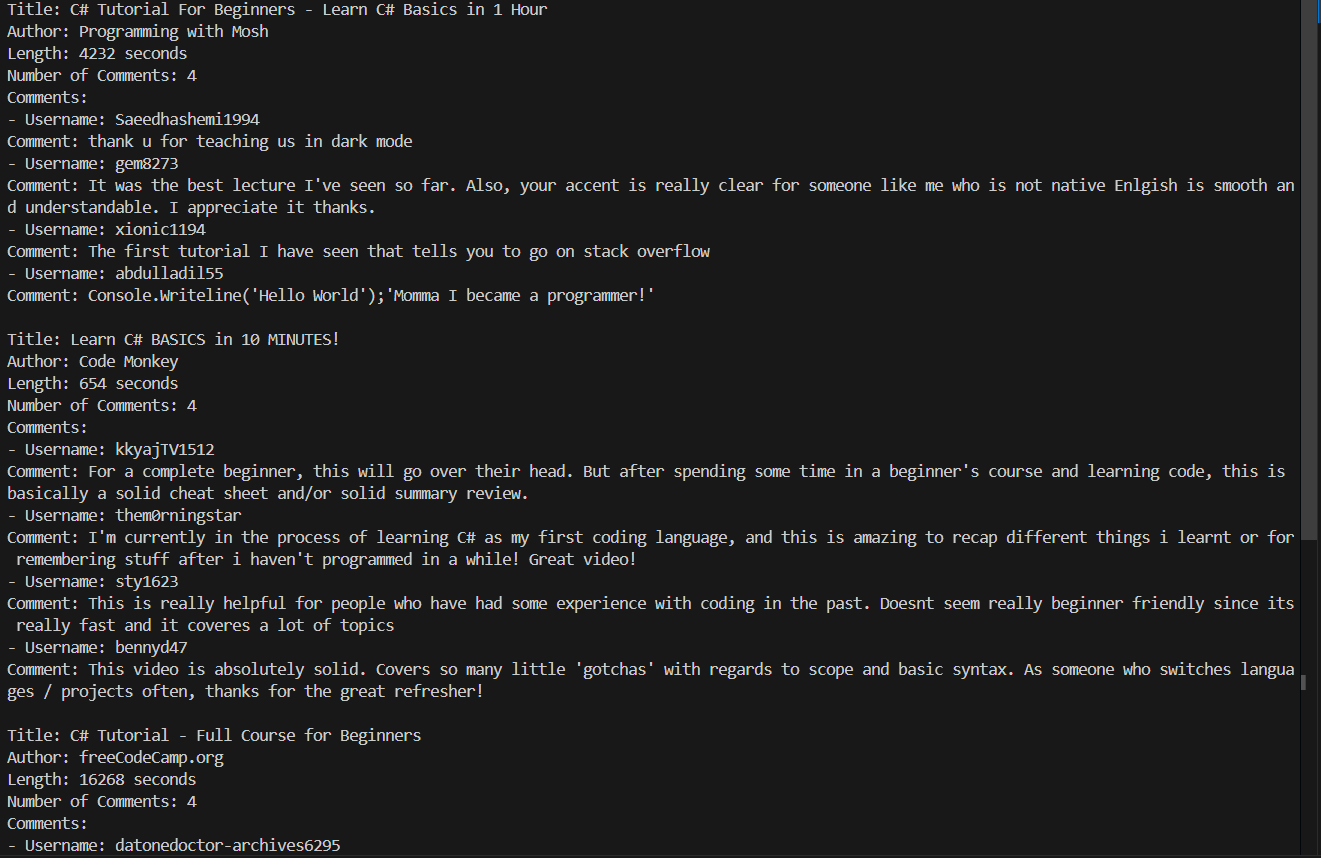 Title: C# Tutorial For Beginners - Learn C# Basics in 1 Hour
Author: Programming with Mosh
Length: 4232 seconds
Number of Comments: 4
Comments:
- Username: Saeedhashemi1994
Comment: thank u for teaching us in dark mode
- Username: gem8273
Comment: It was the best lecture I've seen so far. Also, your accent is really clear for someone like me who is not native Enlgish is smooth an
d understandable. I appreciate it thanks.
- Username: xionic1194
Comment: The first tutorial I have seen that tells you to go on stack overflow
- Username: abdulladil55
Comment: Console.Writeline('Hello World');'Momma I became a programmer!'

Title: Learn C# BASICS in 10 MINUTES!
Author: Code Monkey
Length: 654 seconds
Number of Comments: 4
Comments:
- Username: kkyajTV1512
Comment: For a complete beginner, this will go over their head. But after spending some time in a beginner's course and learning code, this is
basically a solid cheat sheet and/or solid summary review.
- Username: them0rningstar
Comment: I'm currently in the process of learning C# as my first coding language, and this is amazing to recap different things i learnt or for
 remembering stuff after i haven't programmed in a while! Great video!
- Username: sty1623
Comment: This is really helpful for people who have had some experience with coding in the past. Doesnt seem really beginner friendly since its
 really fast and it coveres a lot of topics
- Username: bennyd47
Comment: This video is absolutely solid. Covers so many little 'gotchas' with regards to scope and basic syntax. As someone who switches langua
ges / projects often, thanks for the great refresher!

Title: C# Tutorial - Full Course for Beginners
Author: freeCodeCamp.org
Length: 16268 seconds
Number of Comments: 4
Comments:
- Username: datonedoctor-archives6295